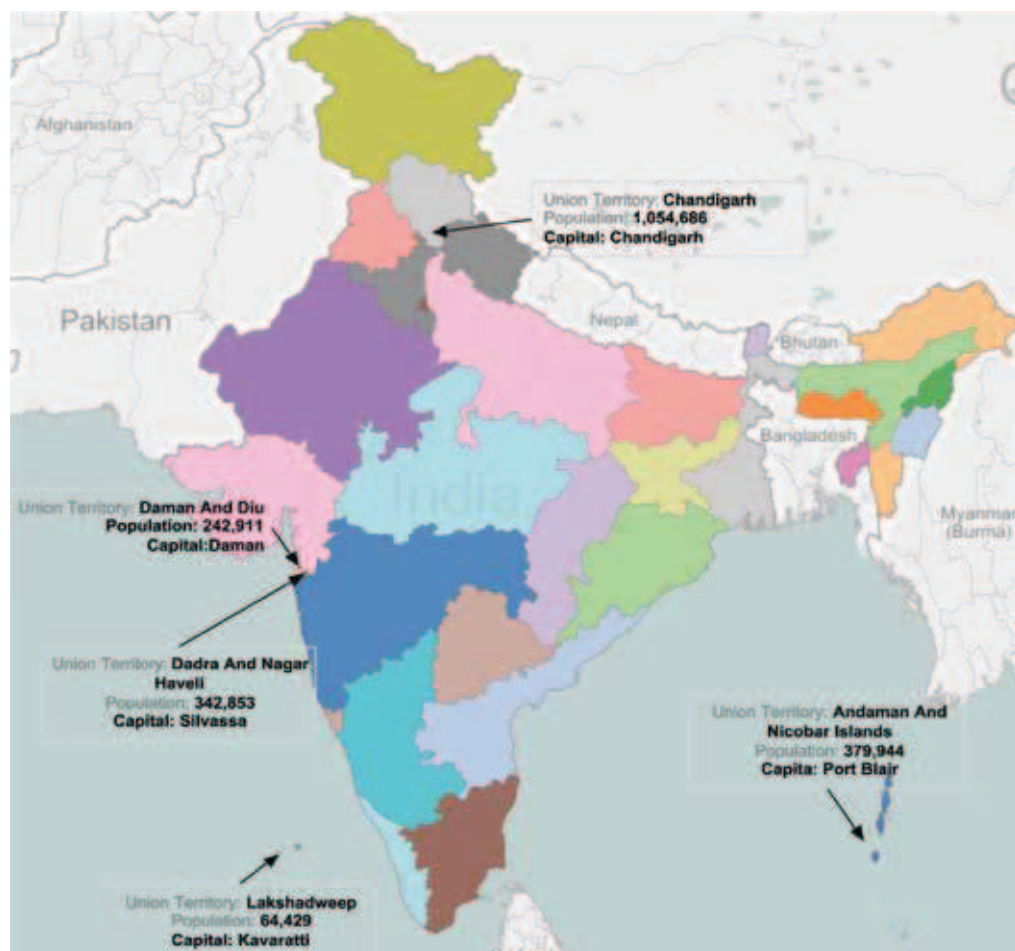 Afghanistan
Union Territory: Chandigarh
Population: 1,054,686
Capital: Chandigarh
Pakistan
Nepal
Bhutan
Bangladesh
India
Union Territory: Daman And Diu
Population: 242,911
Capital:Daman
Myanmar
(Burma)
Union Territory: Dadra And Nagar
Haveli
Population: 342,853
Capital: Silvassa
Union Territory: Andaman And
Nicobar Islands
Population: 379,944
Capita: Port Blair
Union Territory: Lakshadweep
Population: 64,429
Capital: Kavaratti